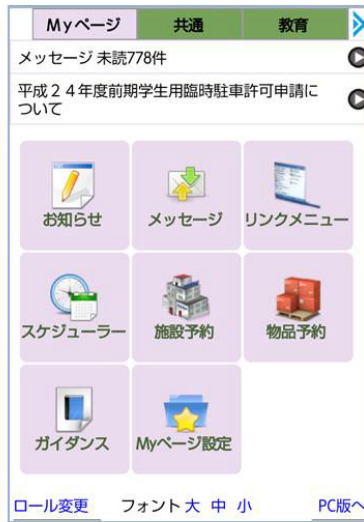 Myページ 共通 教育
メッセージ 未読778件
平成２４年度前期学生用臨時駐車許可申請に
ついて
お知らせ メッセージ リンクメニュー
スケジューラー 施設予約 物品予約
ガイダンス Myページ設定
ロール変更 フォント 大 中 小 PC版へ